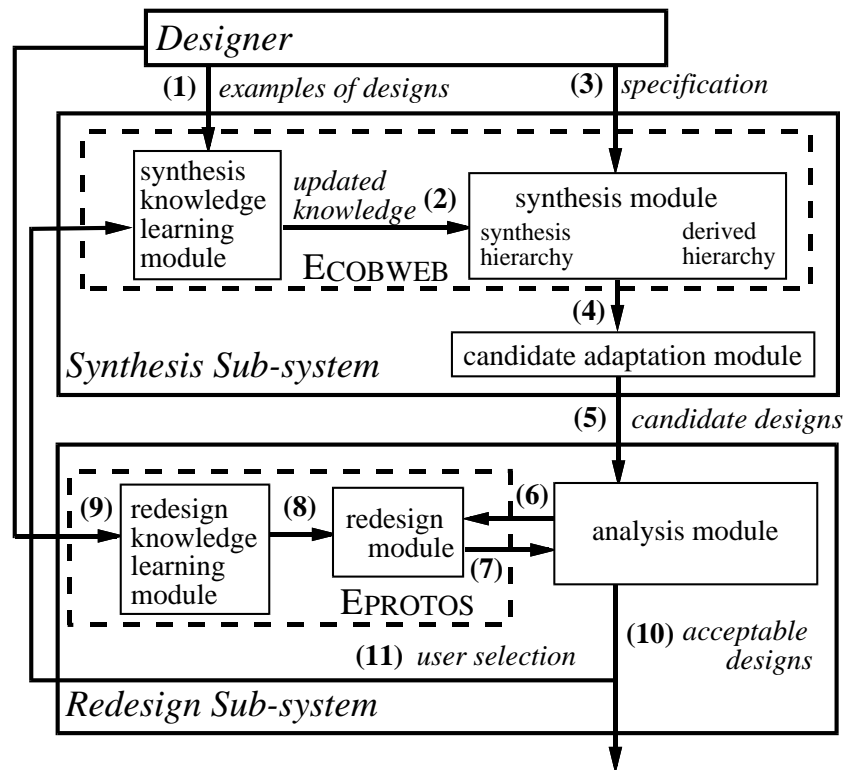 Designer
(1) examples of designs
(3) specification
synthesis
knowledge
learning
module
updated
knowledge
(2)
synthesis module
synthesis
hierarchy
derived
hierarchy
ECOBWEB
(4)
candidate adaptation module
Synthesis Sub-system
(5) candidate designs
(9)
redesign
knowledge
learning
module
(8)
redesign
module
(6)
(7)
analysis module
EPROTOS
(10) acceptable
designs
(11) user selection
Redesign Sub-system